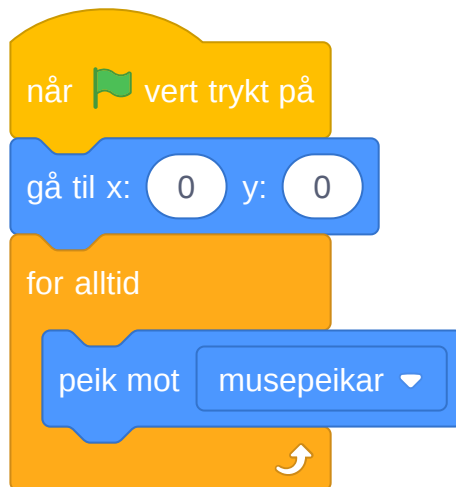 når vert trykt på
gå til x: 0 y: 0
for alltid
peik mot musepeikar